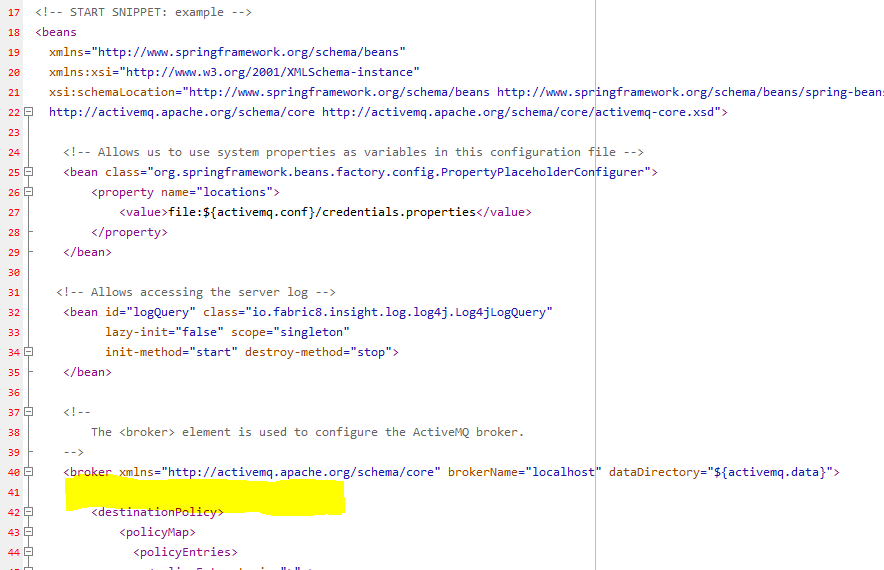 17 <!-- START SNIPPET: example -->
18 <beans
19 xmlns="http://www.springframework.org/schema/beans"
20 xmlns:xsi="http://www.w3.org/2001/XMLSchema-instance"
21 xsi:schemaLocation="http://www.springframework.org/schema/beans http://www.springframework.org/schema/beans/spring-beans
22 http://activemq.apache.org/schema/core http://activemq.apache.org/schema/core/activemq-core.xsd">
23
24 <!-- Allows us to use system properties as variables in this configuration file -->
25 <bean class="org.springframework.beans.factory.config.PropertyPlaceholderConfigurer">
26 <property name="locations">
27 <value>file:${activemq.conf}/credentials.properties</value>
28 </property>
29 </bean>
30
31 <!-- Allows accessing the server log -->
32 <bean id="logQuery" class="io.fabric8.insight.log.log4j.Log4jLogQuery"
33 lazy-init="false" scope="singleton"
34 init-method="start" destroy-method="stop">
35 </bean>
36
37 <!--
38 The <broker> element is used to configure the ActiveMQ broker.
39 -->
40 <broker xmlns="http://activemq.apache.org/schema/core" brokerName="localhost" dataDirectory="${activemq.data}">
41
42 <destinationPolicy>
43 <policyMap>
44 <policyEntries>